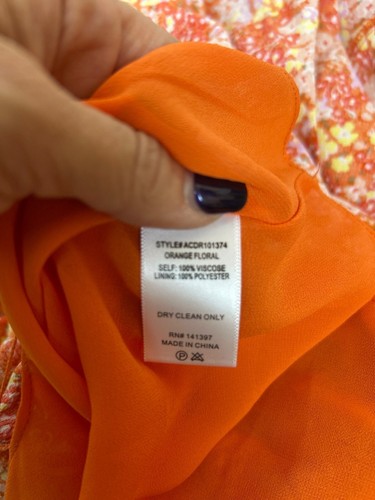 STYLE# ACDR101374
ORANGE FLORAL
SELF: 100% VISCOSE
LINING: 100% POLYESTER
DRY CLEAN ONLY
RN# 141397
MADE IN CHINA
P